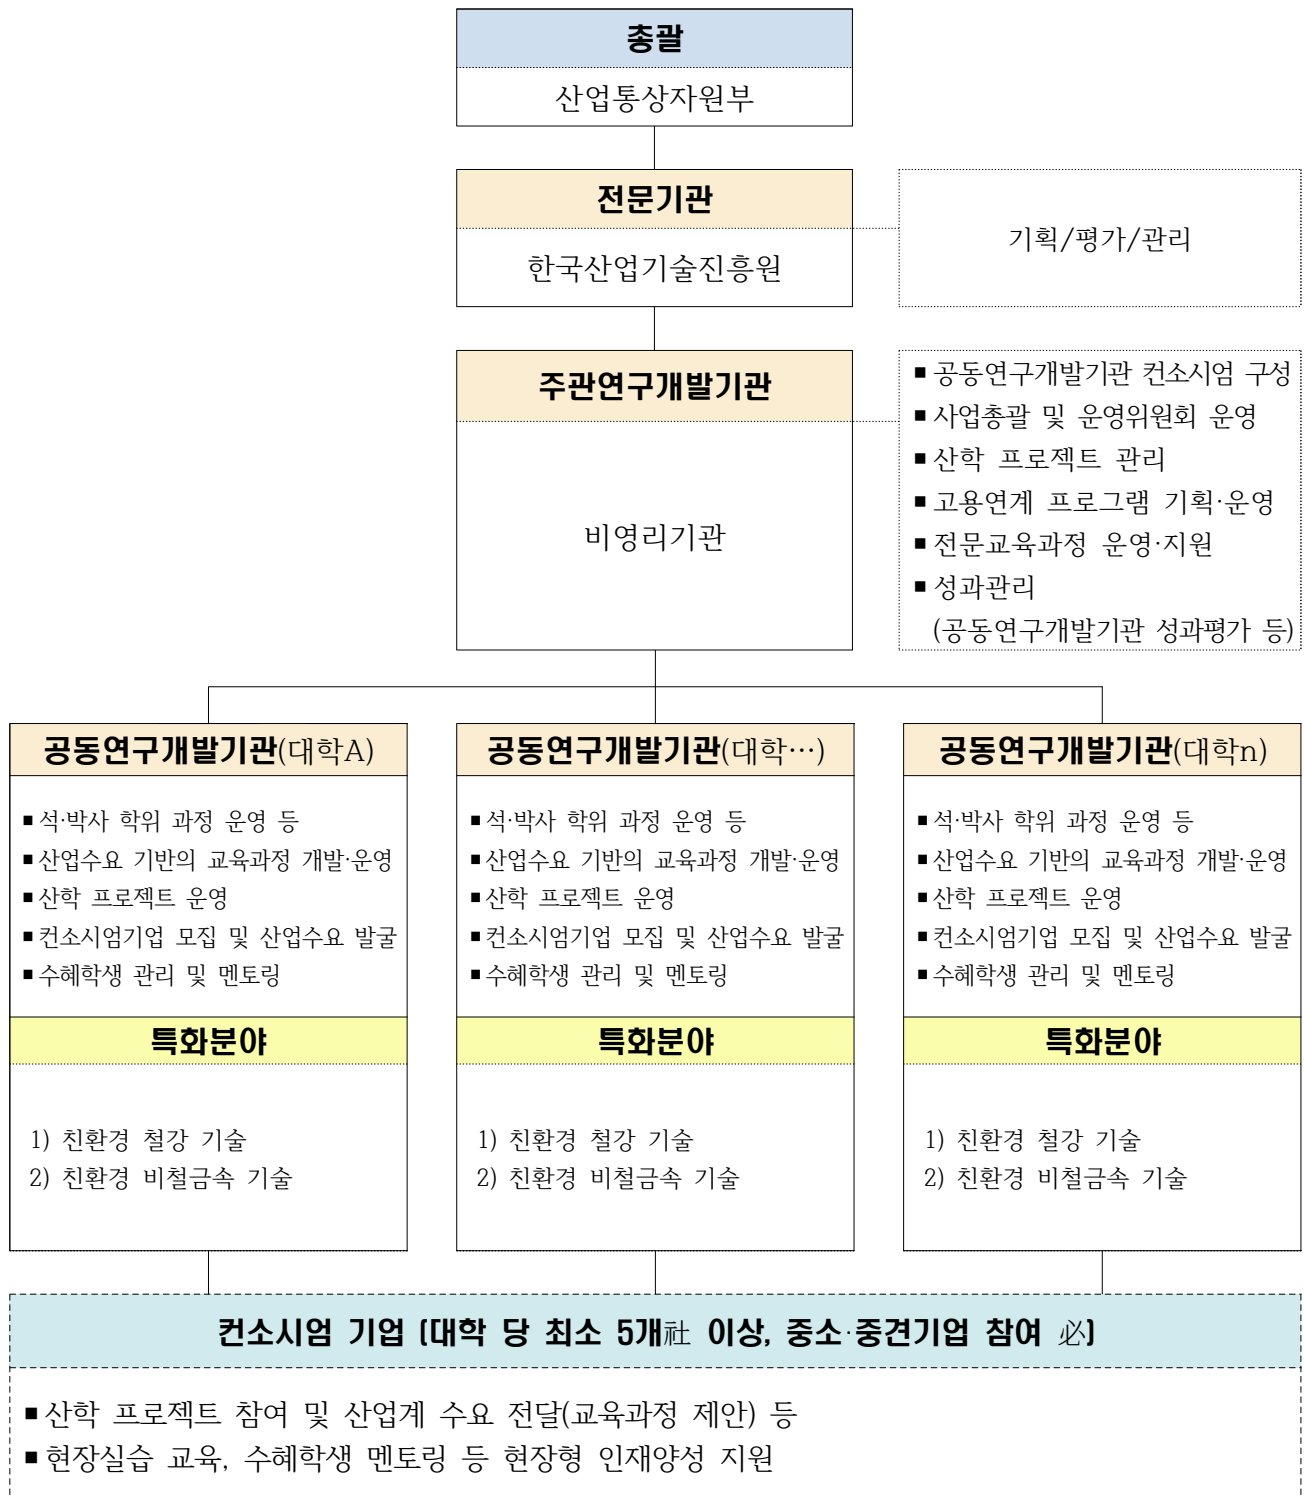 총괄
산업통상자원부
전문기관
한국산업기술진흥원
기획/평가/관리
주관연구개발기관
비영리기관
▪공동연구개발기관 컨소시엄 구성
▪사업총괄 및 운영위원회 운영
▪산학 프로젝트 관리
▪고용연계 프로그램 기획·운영
▪전문교육과정 운영·지원
▪성과관리
(공동연구개발기관 성과평가 등)
공동연구개발기관(대학A)
▪석·박사 학위 과정 운영 등
▪산업수요 기반의 교육과정 개발·운영
▪산학 프로젝트 운영
▪컨소시엄기업 모집 및 산업수요 발굴
▪수혜학생 관리 및 멘토링
특화분야
1) 친환경 철강 기술
2) 친환경 비철금속 기술
공동연구개발기관(대학…)
▪석·박사 학위 과정 운영 등
▪산업수요 기반의 교육과정 개발·운영
▪산학 프로젝트 운영
▪컨소시엄기업 모집 및 산업수요 발굴
▪수혜학생 관리 및 멘토링
특화분야
1) 친환경 철강 기술
2) 친환경 비철금속 기술
공동연구개발기관(대학n)
▪석·박사 학위 과정 운영 등
▪산업수요 기반의 교육과정 개발·운영
▪산학 프로젝트 운영
▪컨소시엄기업 모집 및 산업수요 발굴
▪수혜학생 관리 및 멘토링
특화분야
1) 친환경 철강 기술
2) 친환경 비철금속 기술
컨소시엄 기업 (대학 당 최소 5개社 이상, 중소·중견기업 참여 必)
▪산학 프로젝트 참여 및 산업계 수요 전달(교육과정 제안) 등
▪현장실습 교육, 수혜학생 멘토링 등 현장형 인재양성 지원